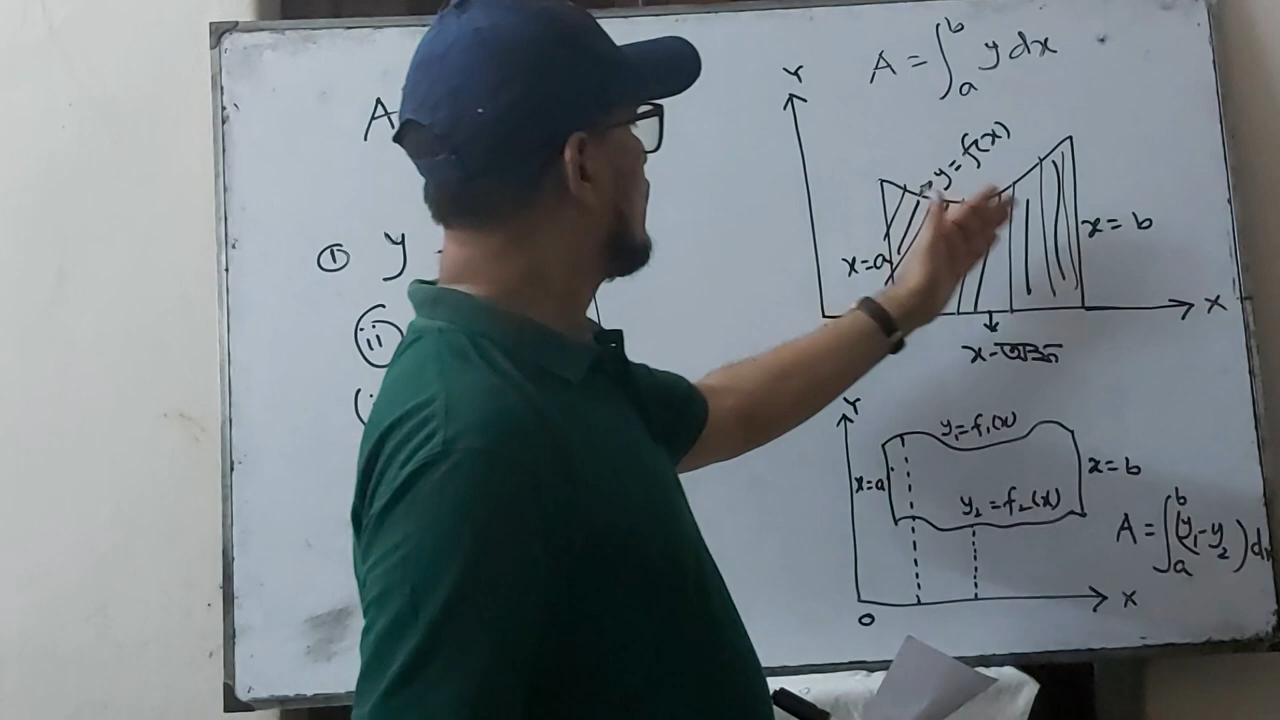 A
① y
ii
(i
A = ∫ₐᵇ y dx
Y
y=f(x)
x=a
x=b
X
x-অক্ষ
Y
y₁=f₁(x)
x=a
x=b
y₂=f₂(x)
A=∫ₐᵇ(y₁-y₂)dx
X
O